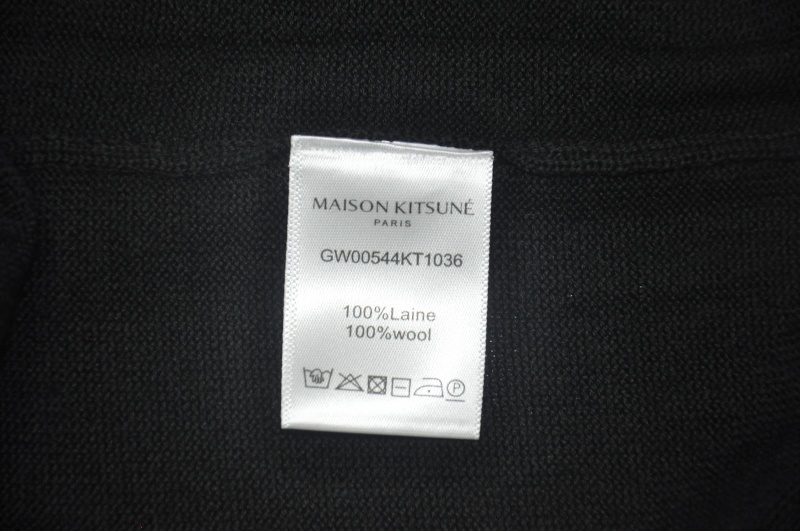 MAISON KITSUNÉ
PARIS
GW00544KT1036
100%Laine
100%wool
P